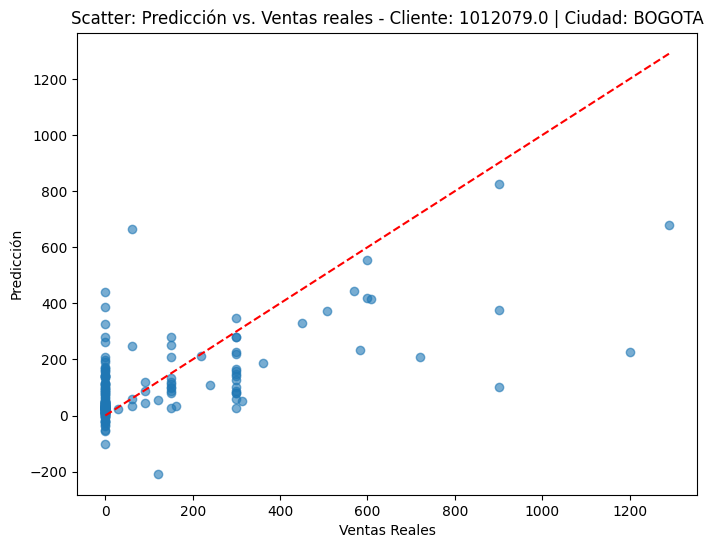 Scatter: Predicción vs. Ventas reales - Cliente: 1012079.0 | Ciudad: BOGOTA
1200
1000
800
600
400
200
0
−200
Predicción
0 200 400 600 800 1000 1200
Ventas Reales